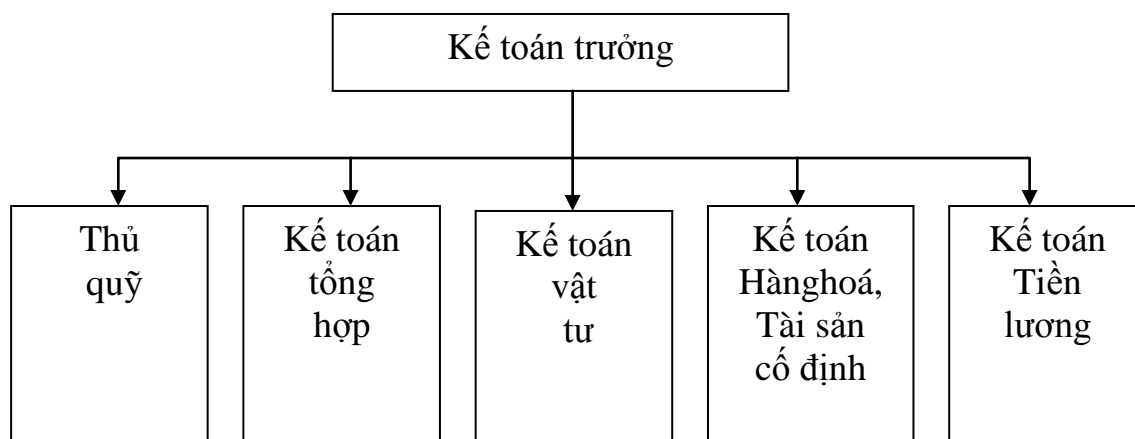 Kế toán trưởng
Thủ
quỹ
Kế toán
tổng
hợp
Kế toán
vật
tư
Kế toán
Hànghoá,
Tài sản
cố định
Kế toán
Tiền
lương